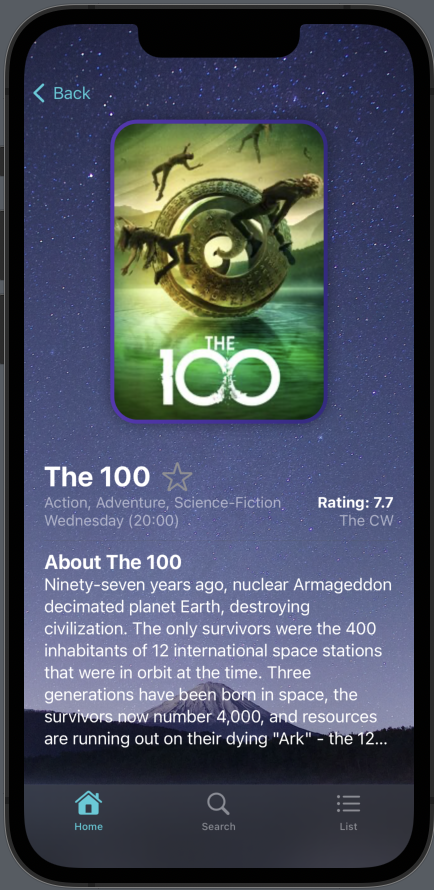 Back
THE
100
The 100
Action, Adventure, Science-Fiction
Rating: 7.7
Wednesday (20:00)
The CW
About The 100
Ninety-seven years ago, nuclear Armageddon
decimated planet Earth, destroying
civilization. The only survivors were the 400
inhabitants of 12 international space stations
that were in orbit at the time. Three
generations have been born in space, the
survivors now number 4,000, and resources
are running out on their dying "Ark" - the 12...
Home
Search
List